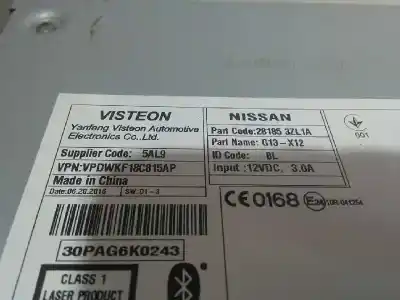 VISTEON
Yanfeng Visteon Automotive
Electronics Co.,Ltd.
Supplier Code: 5AL9
VPN:VPDWKF18C815AP
Made in China
Date:06.20.2016 SW:01-3
NISSAN
Part Code:28185 3ZL1A
Part Name: G13-X12
ID Code: BL
Input :12VDC, 3.0A
001
CE0168
30PAG6K0243
CLASS 1
LASER PRODUCT